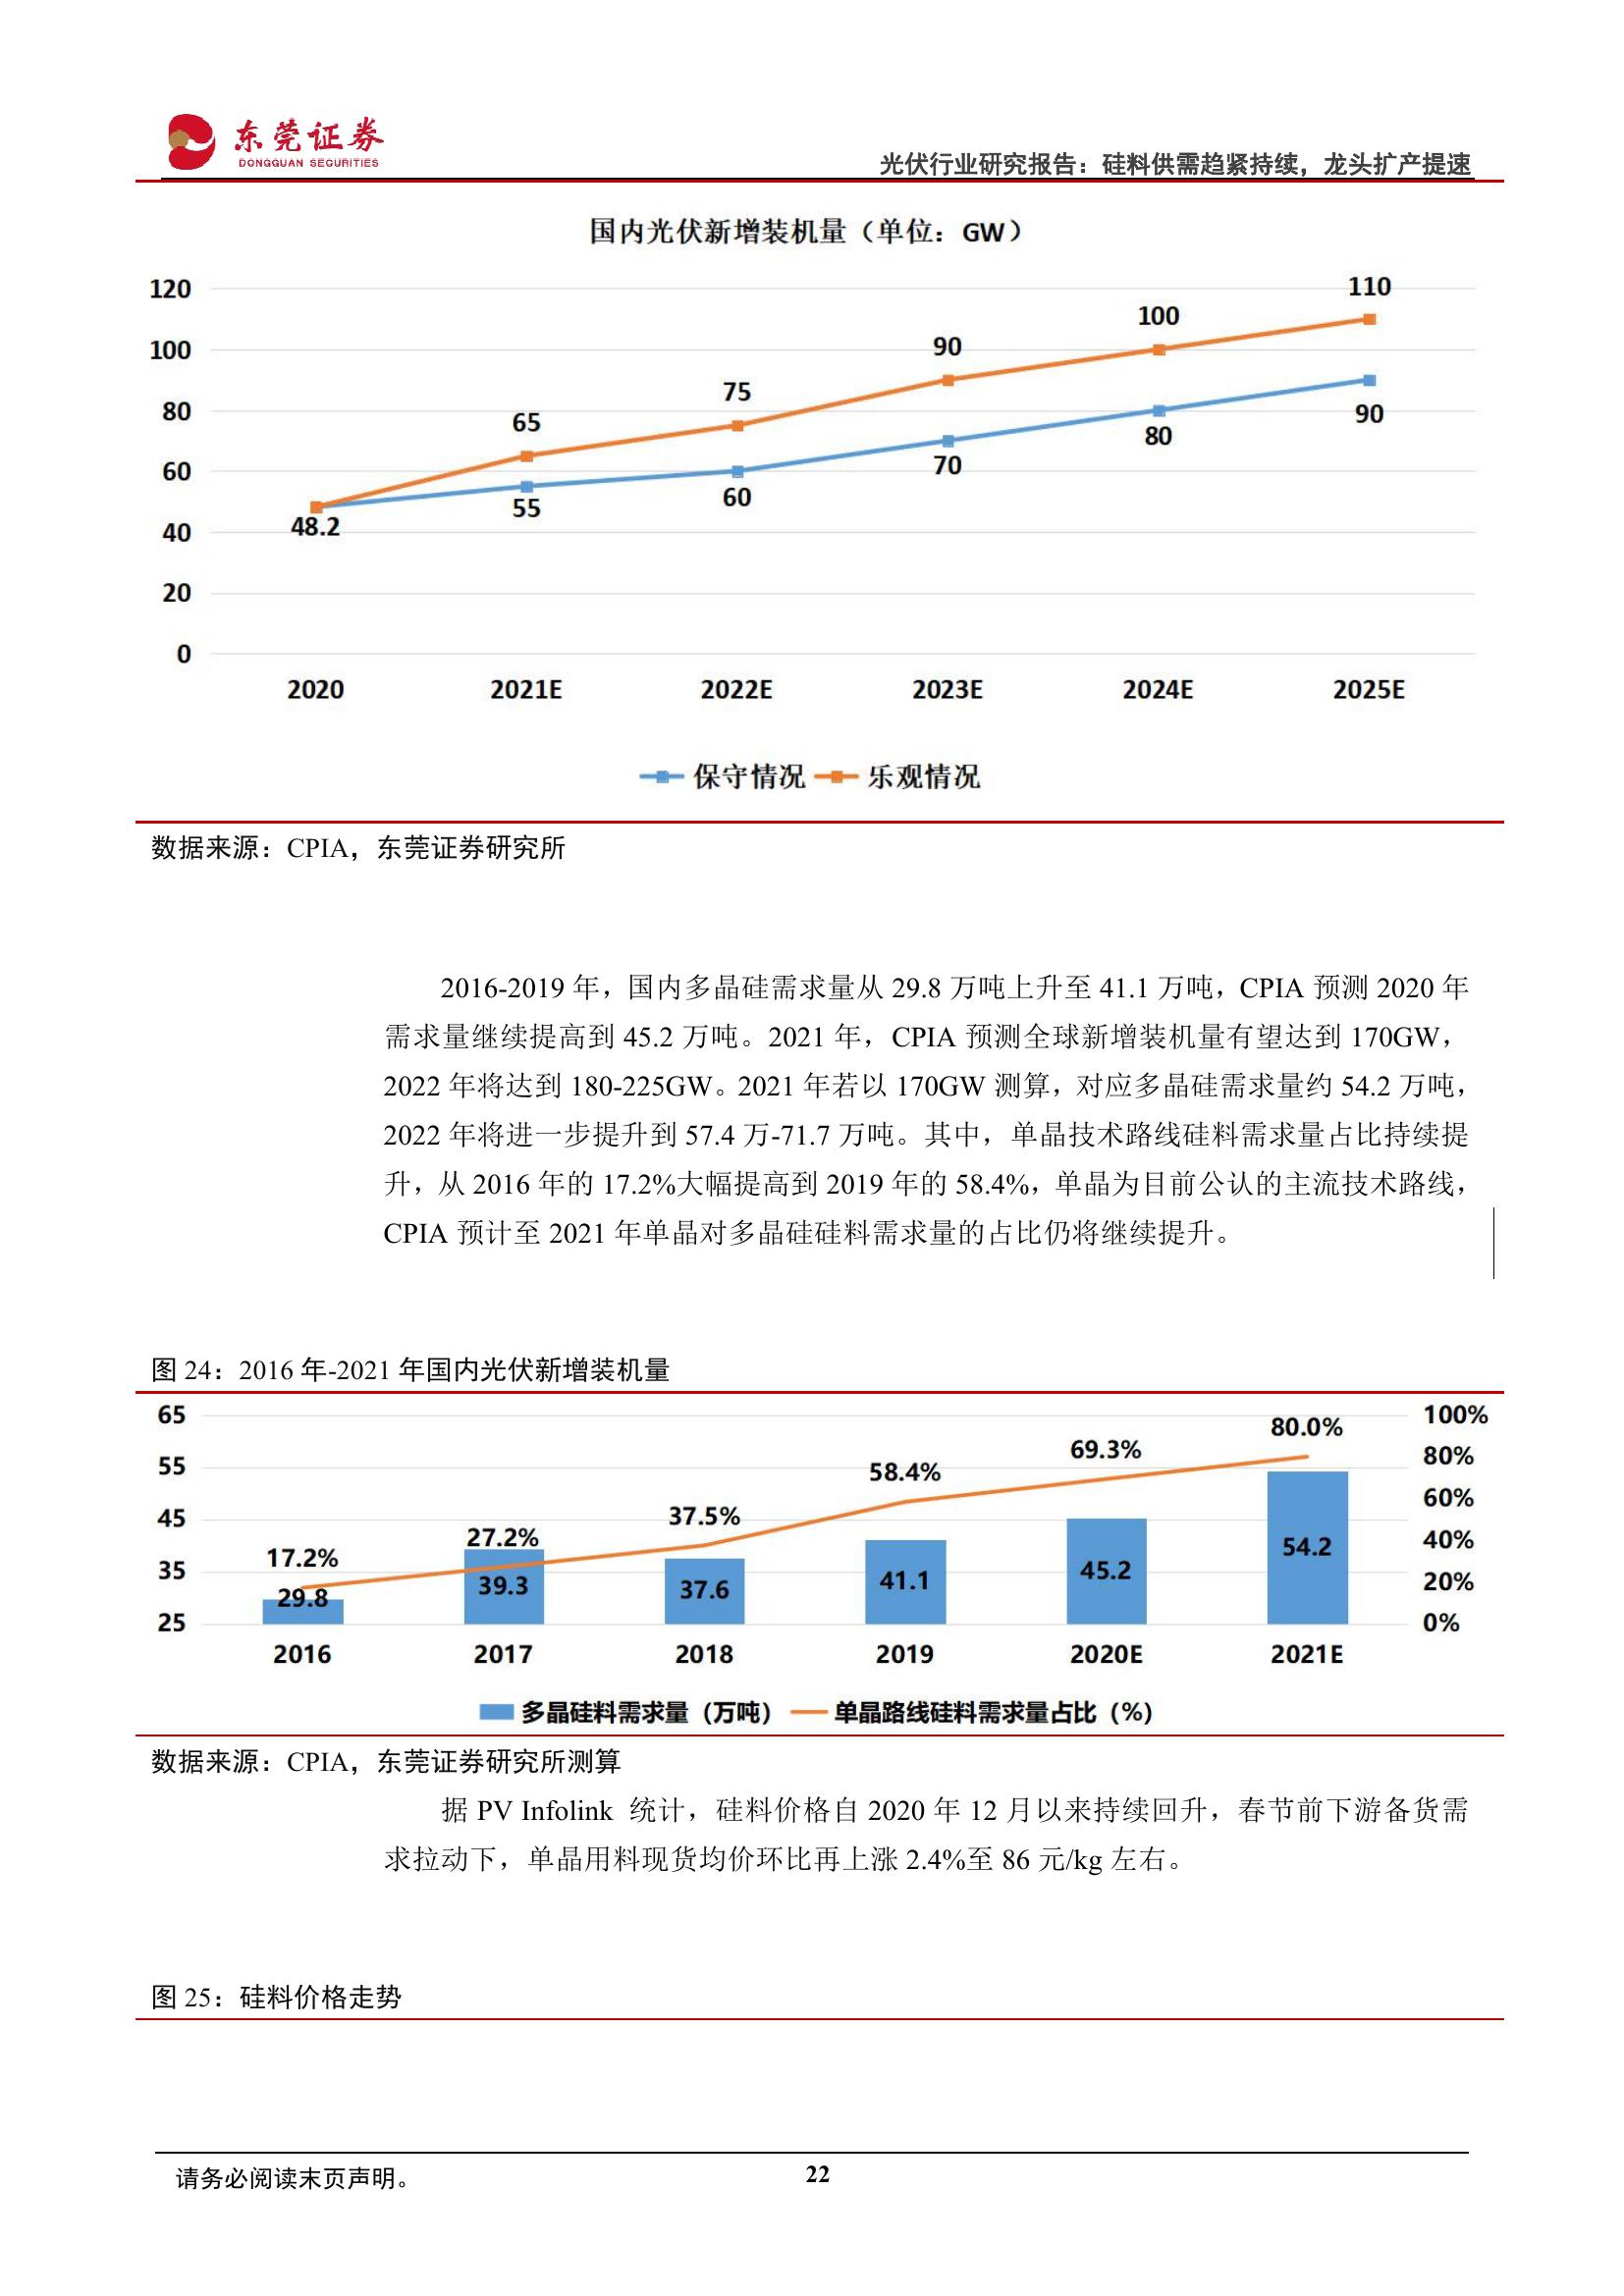 东莞证券
DONGGUAN SECURITIES
光伏行业研究报告：硅料供需趋紧持续，龙头扩产提速
国内光伏新增装机量（单位：GW）
120
100
80
60
40
20
0
110
100
90
75
65
48.2
55
60
70
80
90
2020 2021E 2022E 2023E 2024E 2025E
保守情况 乐观情况
数据来源：CPIA，东莞证券研究所
2016-2019 年，国内多晶硅需求量从 29.8 万吨上升至 41.1 万吨，CPIA 预测 2020 年
需求量继续提高到 45.2 万吨。2021 年，CPIA 预测全球新增装机量有望达到 170GW，
2022 年将达到 180-225GW。2021 年若以 170GW 测算，对应多晶硅需求量约 54.2 万吨，
2022 年将进一步提升到 57.4 万-71.7 万吨。其中，单晶技术路线硅料需求量占比持续提
升，从 2016 年的 17.2%大幅提高到 2019 年的 58.4%，单晶为目前公认的主流技术路线，
CPIA 预计至 2021 年单晶对多晶硅硅料需求量的占比仍将继续提升。
图 24：2016 年-2021 年国内光伏新增装机量
65
55
45
35
25
17.2% 27.2% 37.5% 58.4% 69.3% 80.0%
29.8 39.3 37.6 41.1 45.2 54.2
100%
80%
60%
40%
20%
0%
2016 2017 2018 2019 2020E 2021E
多晶硅料需求量（万吨） 单晶路线硅料需求量占比（%）
数据来源：CPIA，东莞证券研究所测算
据 PV Infolink 统计，硅料价格自 2020 年 12 月以来持续回升，春节前下游备货需
求拉动下，单晶用料现货均价环比再上涨 2.4%至 86 元/kg 左右。
图 25：硅料价格走势
请务必阅读末页声明。
22